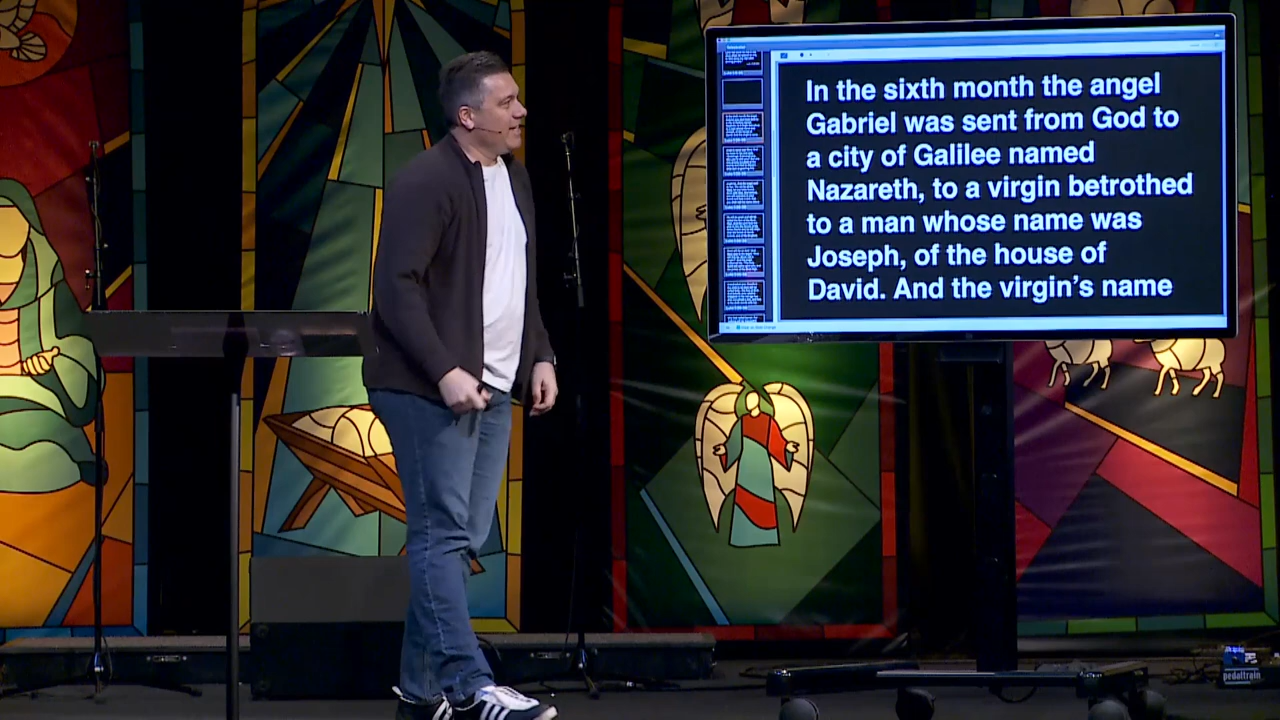 In the sixth month the angel
Gabriel was sent from God to
a city of Galilee named
Nazareth, to a virgin betrothed
to a man whose name was
Joseph, of the house of
David. And the virgin's name
pedaltrain